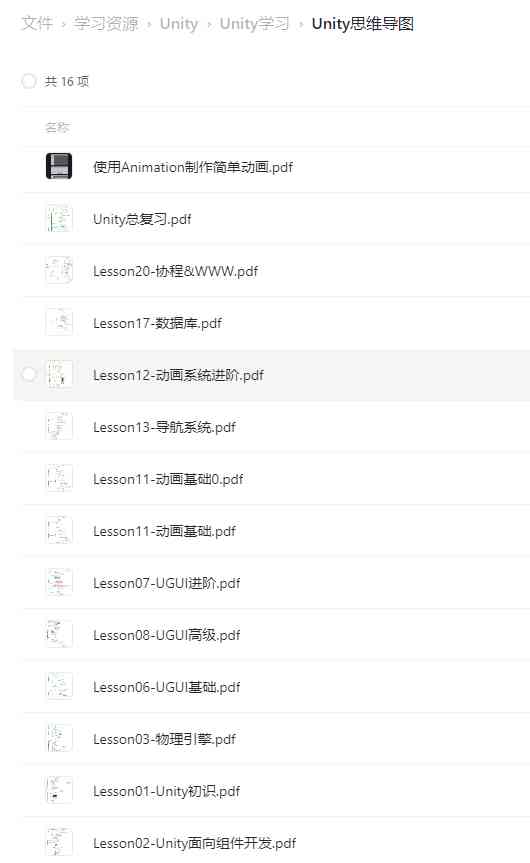 文件 › 学习资源 › Unity › Unity学习 › Unity思维导图
共 16 项
名称
使用Animation制作简单动画.pdf
Unity总复习.pdf
Lesson20-协程&WWW.pdf
Lesson17-数据库.pdf
Lesson12-动画系统进阶.pdf
Lesson13-导航系统.pdf
Lesson11-动画基础0.pdf
Lesson11-动画基础.pdf
Lesson07-UGUI进阶.pdf
Lesson08-UGUI高级.pdf
Lesson06-UGUI基础.pdf
Lesson03-物理引擎.pdf
Lesson01-Unity初识.pdf
Lesson02-Unity面向组件开发.pdf